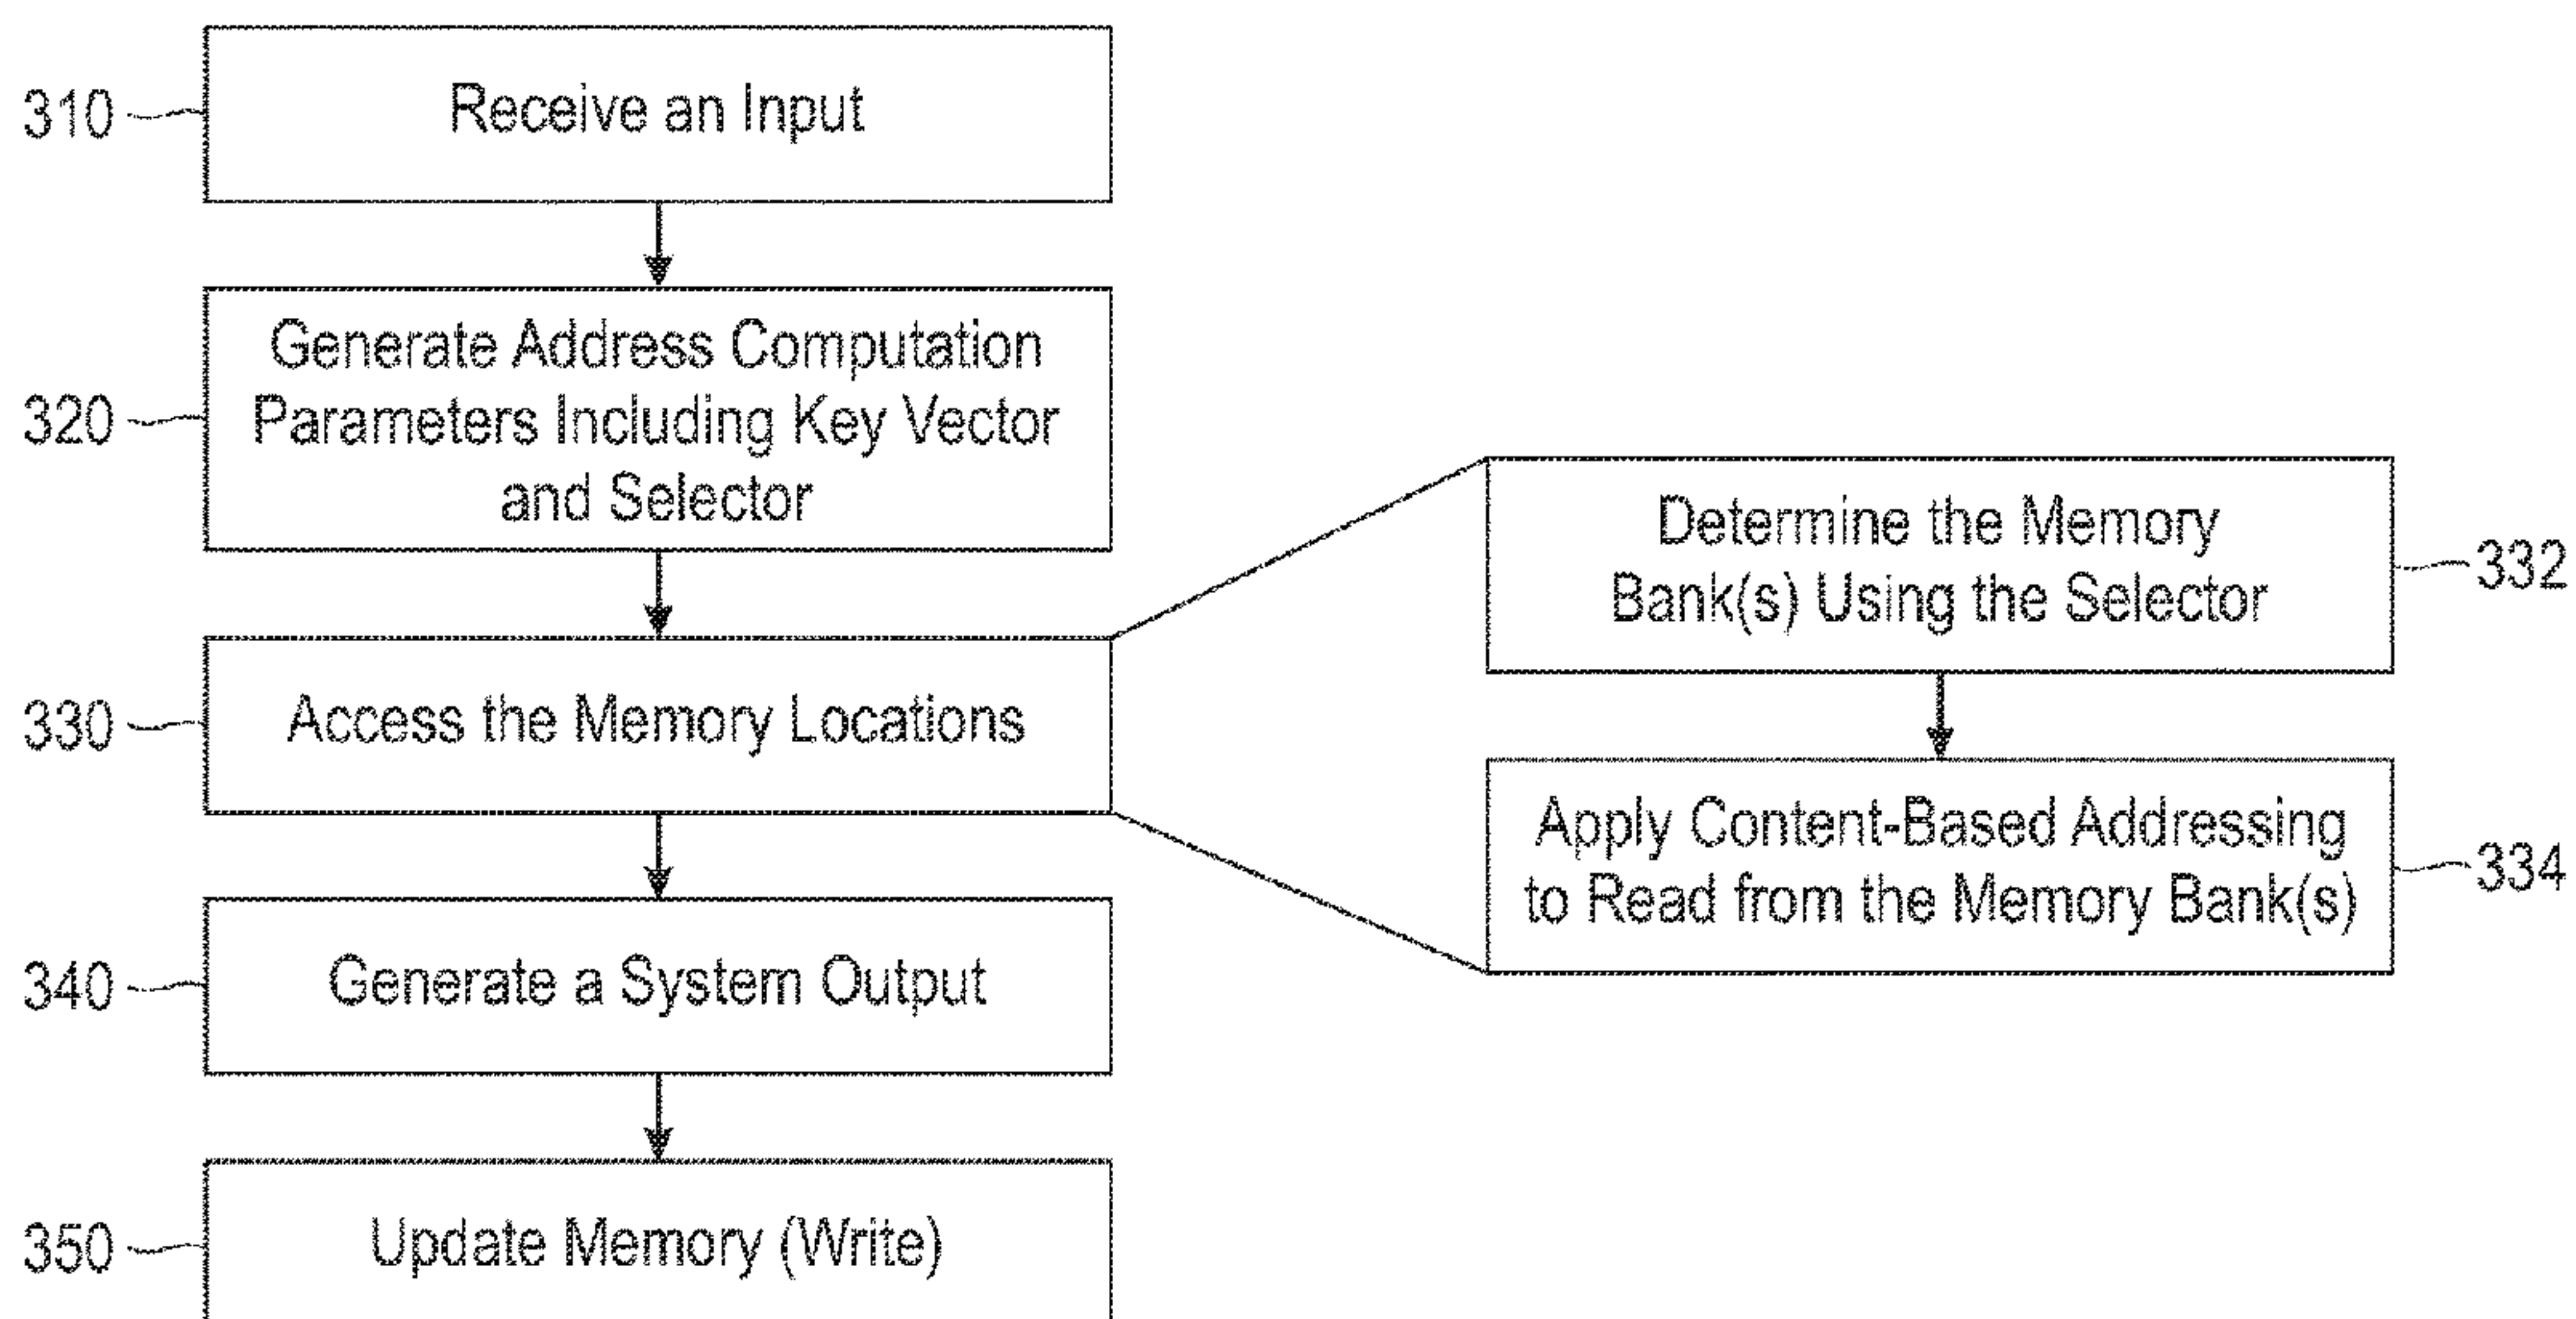 310
Receive an Input
320
Generate Address Computation
Parameters Including Key Vector
and Selector
330
Access the Memory Locations
332
Determine the Memory
Bank(s) Using the Selector
334
Apply Content-Based Addressing
to Read from the Memory Bank(s)
340
Generate a System Output
350
Update Memory (Write)